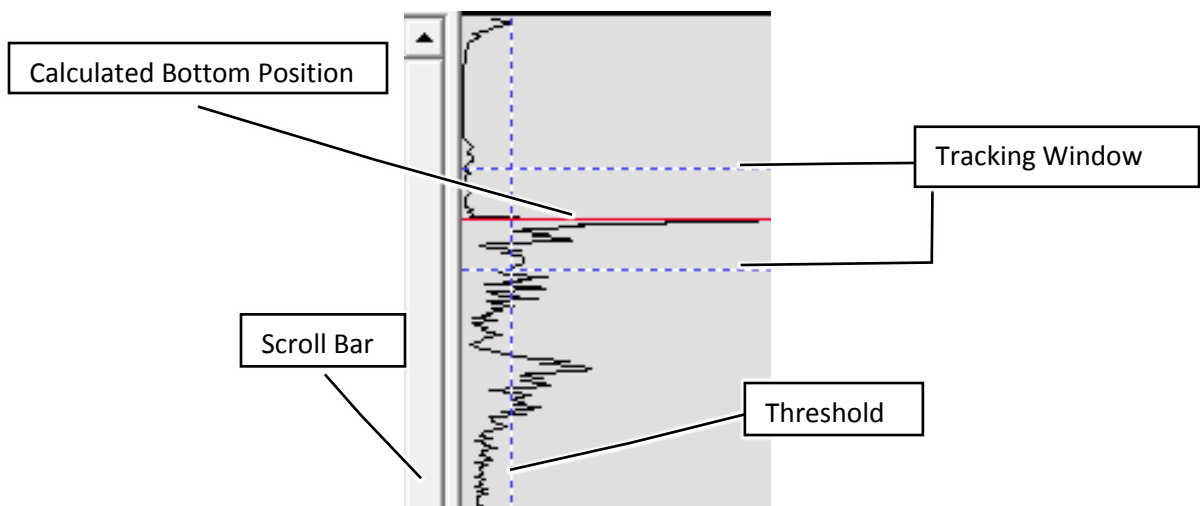 Calculated Bottom Position
Tracking Window
Scroll Bar
Threshold